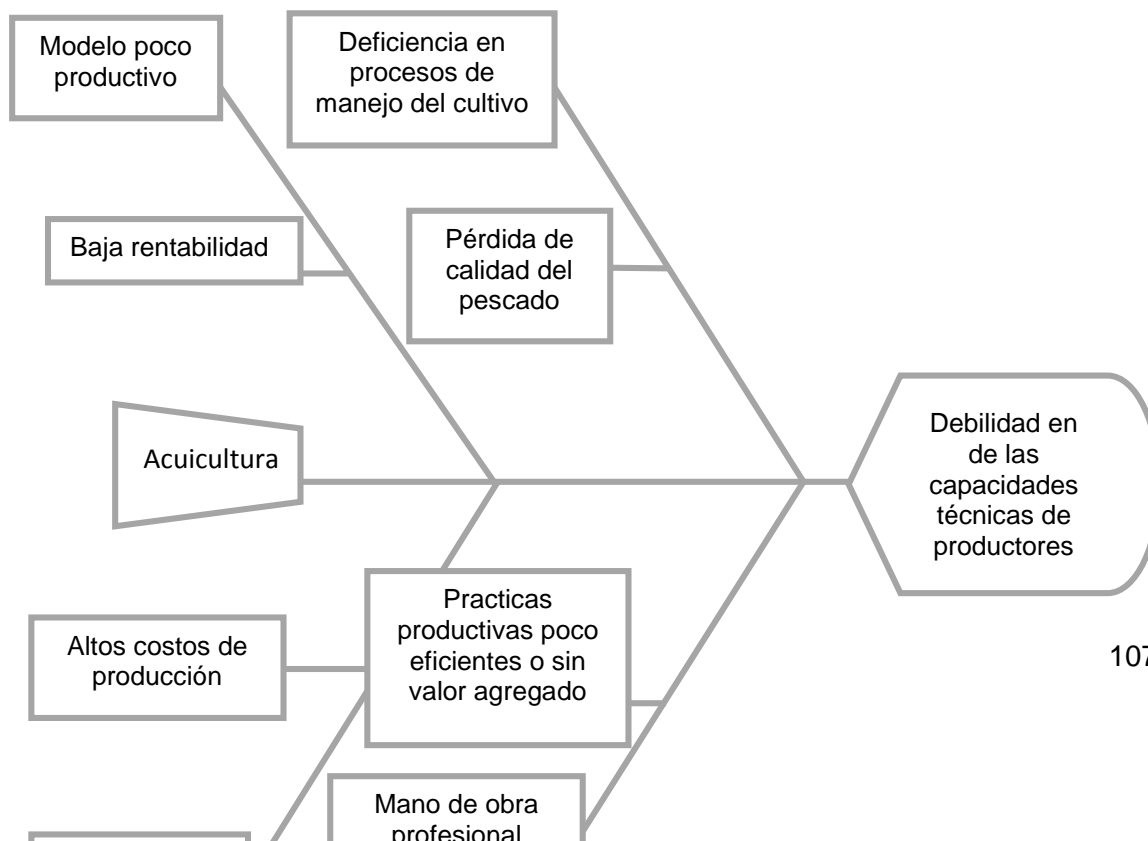 Modelo poco
productivo
Deficiencia en
procesos de
manejo del cultivo
Baja rentabilidad
Pérdida de
calidad del
pescado
Acuicultura
Debilidad en
de las
capacidades
técnicas de
productores
Altos costos de
producción
Practicas
productivas poco
eficientes o sin
valor agregado
107
Mano de obra
profesional